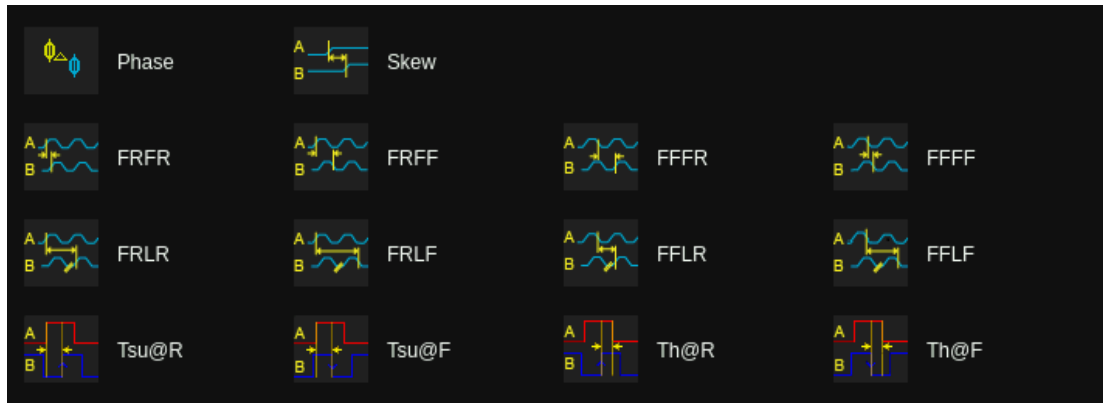 Phase A B Skew
A B FRFR A B FRFF A B FFFR A B FFFF
A B FRLR A B FRLF A B FFLR A B FFLF
A B Tsu@R A B Tsu@F A B Th@R A B Th@F